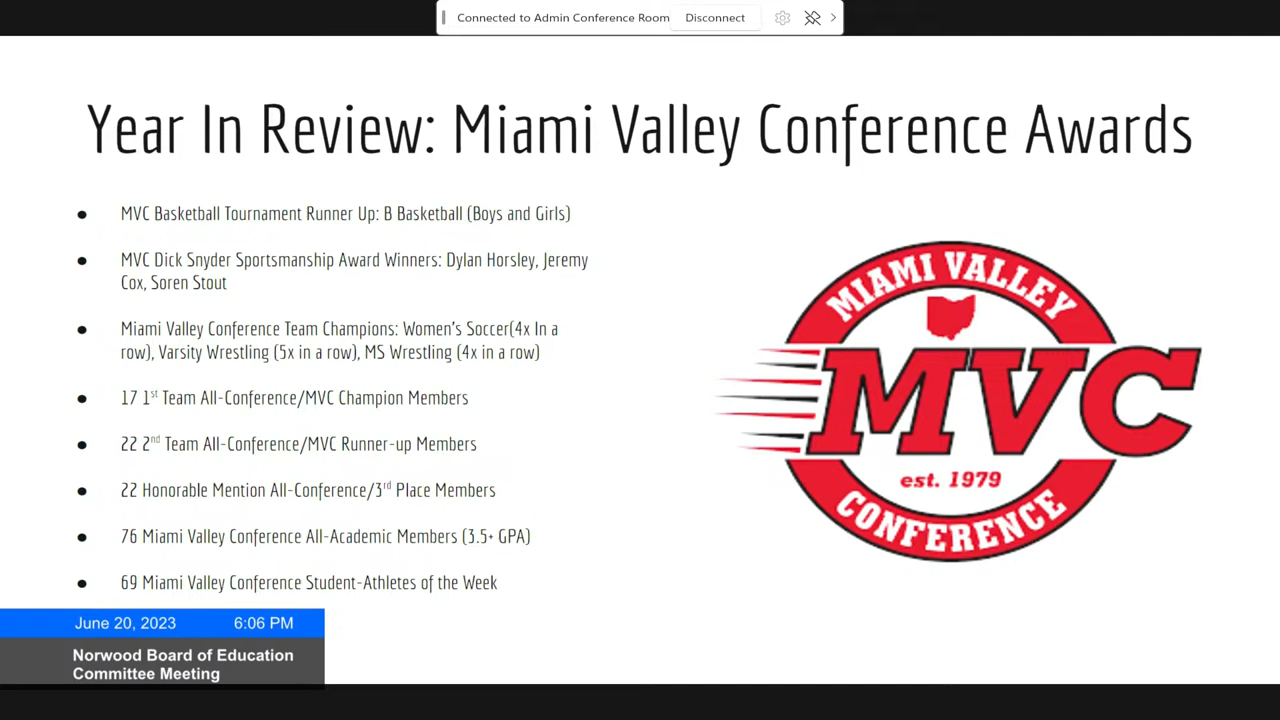 Connected to Admin Conference Room Disconnect
Year In Review: Miami Valley Conference Awards
● MVC Basketball Tournament Runner Up: B Basketball (Boys and Girls)
● MVC Dick Snyder Sportsmanship Award Winners: Dylan Horsley, Jeremy
Cox, Soren Stout
● Miami Valley Conference Team Champions: Women's Soccer(4x In a
row), Varsity Wrestling (5x in a row), MS Wrestling (4x in a row)
● 17 1st Team All-Conference/MVC Champion Members
● 22 2nd Team All-Conference/MVC Runner-up Members
● 22 Honorable Mention All-Conference/3rd Place Members
● 76 Miami Valley Conference All-Academic Members (3.5+ GPA)
● 69 Miami Valley Conference Student-Athletes of the Week
MIAMI VALLEY
MVC
est. 1979
CONFERENCE
June 20, 2023 6:06 PM
Norwood Board of Education
Committee Meeting